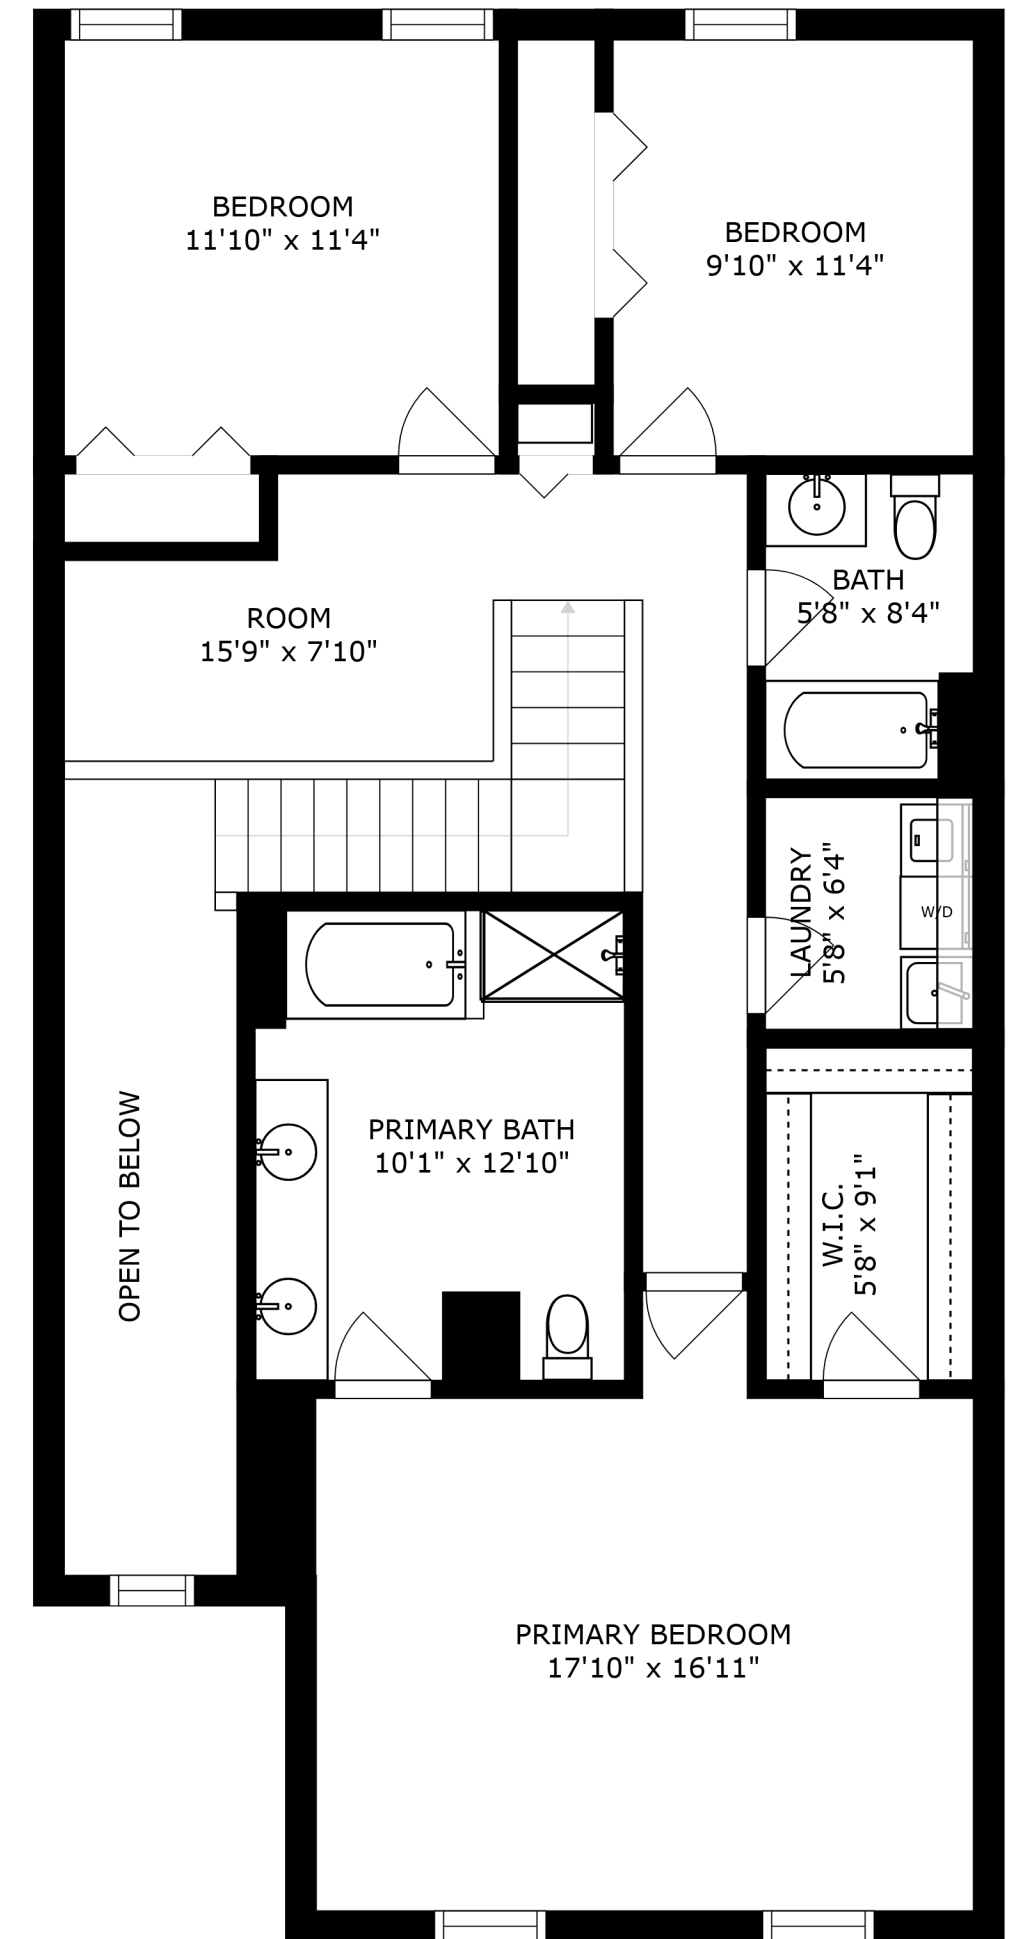 BEDROOM
11'10" x 11'4"
BEDROOM
9'10" x 11'4"
BATH
5'8" x 8'4"
ROOM
15'9" x 7'10"
LAUNDRY
5'8" x 6'4"
W/D
PRIMARY BATH
10'1" x 12'10"
OPEN TO BELOW
W.I.C.
5'8" x 9'1"
PRIMARY BEDROOM
17'10" x 16'11"